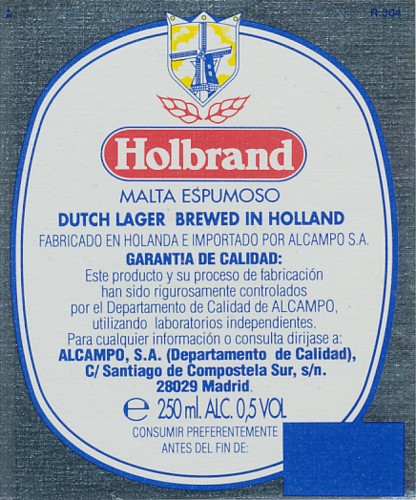 R 304
Holbrand
MALTA ESPUMOSO
DUTCH LAGER BREWED IN HOLLAND
FABRICADO EN HOLANDA E IMPORTADO POR ALCAMPO S.A.
GARANTIA DE CALIDAD:
Este producto y su proceso de fabricación
han sido rigurosamente controlados
por el Departamento de Calidad de ALCAMPO,
utilizando laboratorios independientes.
Para cualquier información o consulta dirijase a:
ALCAMPO, S.A. (Departamento de Calidad),
C/ Santiago de Compostela Sur, s/n.
28029 Madrid.
℮ 250 ml. ALC. 0,5 VOL
CONSUMIR PREFERENTEMENTE
ANTES DEL FIN DE: